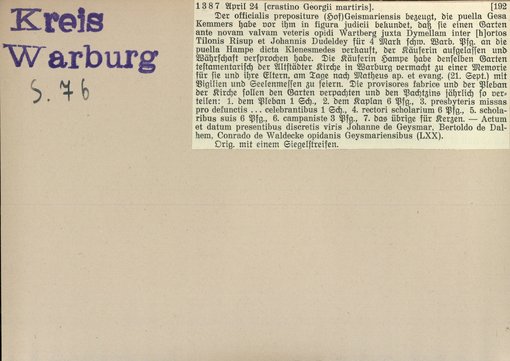 Kreis
Warburg
S. 76
1387 April 24 [crastino Georgii martiris]. [192
Der officialis prepositure (Hof)Geismariensis bezeugt, die puella Gesa
Kemmers habe vor ihm in figura judicii bekundet, daß sie einen Garten
ante novam valvam veteris opidi Wartberg juxta Dymellam inter [h]ortos
Tilonis Risup et Johannis Dudeldey für 4 Mark schw. Warb. Pfg. an die
puella Hampe dicta Klenesmedes verkauft, der Käuferin aufgelassen und
Währschaft versprochen habe. Die Käuferin Hampe habe denselben Garten
testamentarisch der Altstädter Kirche in Warburg vermacht zu einer Memorie
für sie und ihre Eltern, am Tage nach Matheus ap. et evang. (21. Sept.) mit
Vigilien und Seelenmessen zu feiern. Die provisores fabrice und der Pleban
der Kirche sollen den Garten verpachten und den Pachtzins jährlich so ver-
teilen: 1. dem Pleban 1 Sch., 2. dem Kaplan 6 Pfg., 3. presbyteris missas
pro defunctis ... celebrantibus 1 Sch., 4. rectori scholarium 6 Pfg., 5. schola-
ribus suis 6 Pfg., 6. campaniste 3 Pfg., 7. das übrige für Kerzen. — Actum
et datum presentibus discretis viris Johanne de Geysmar, Bertoldo de Dal-
hem, Conrado de Waldecke opidanis Geysmariensibus (LXX).
Orig. mit einem Siegelstreifen.